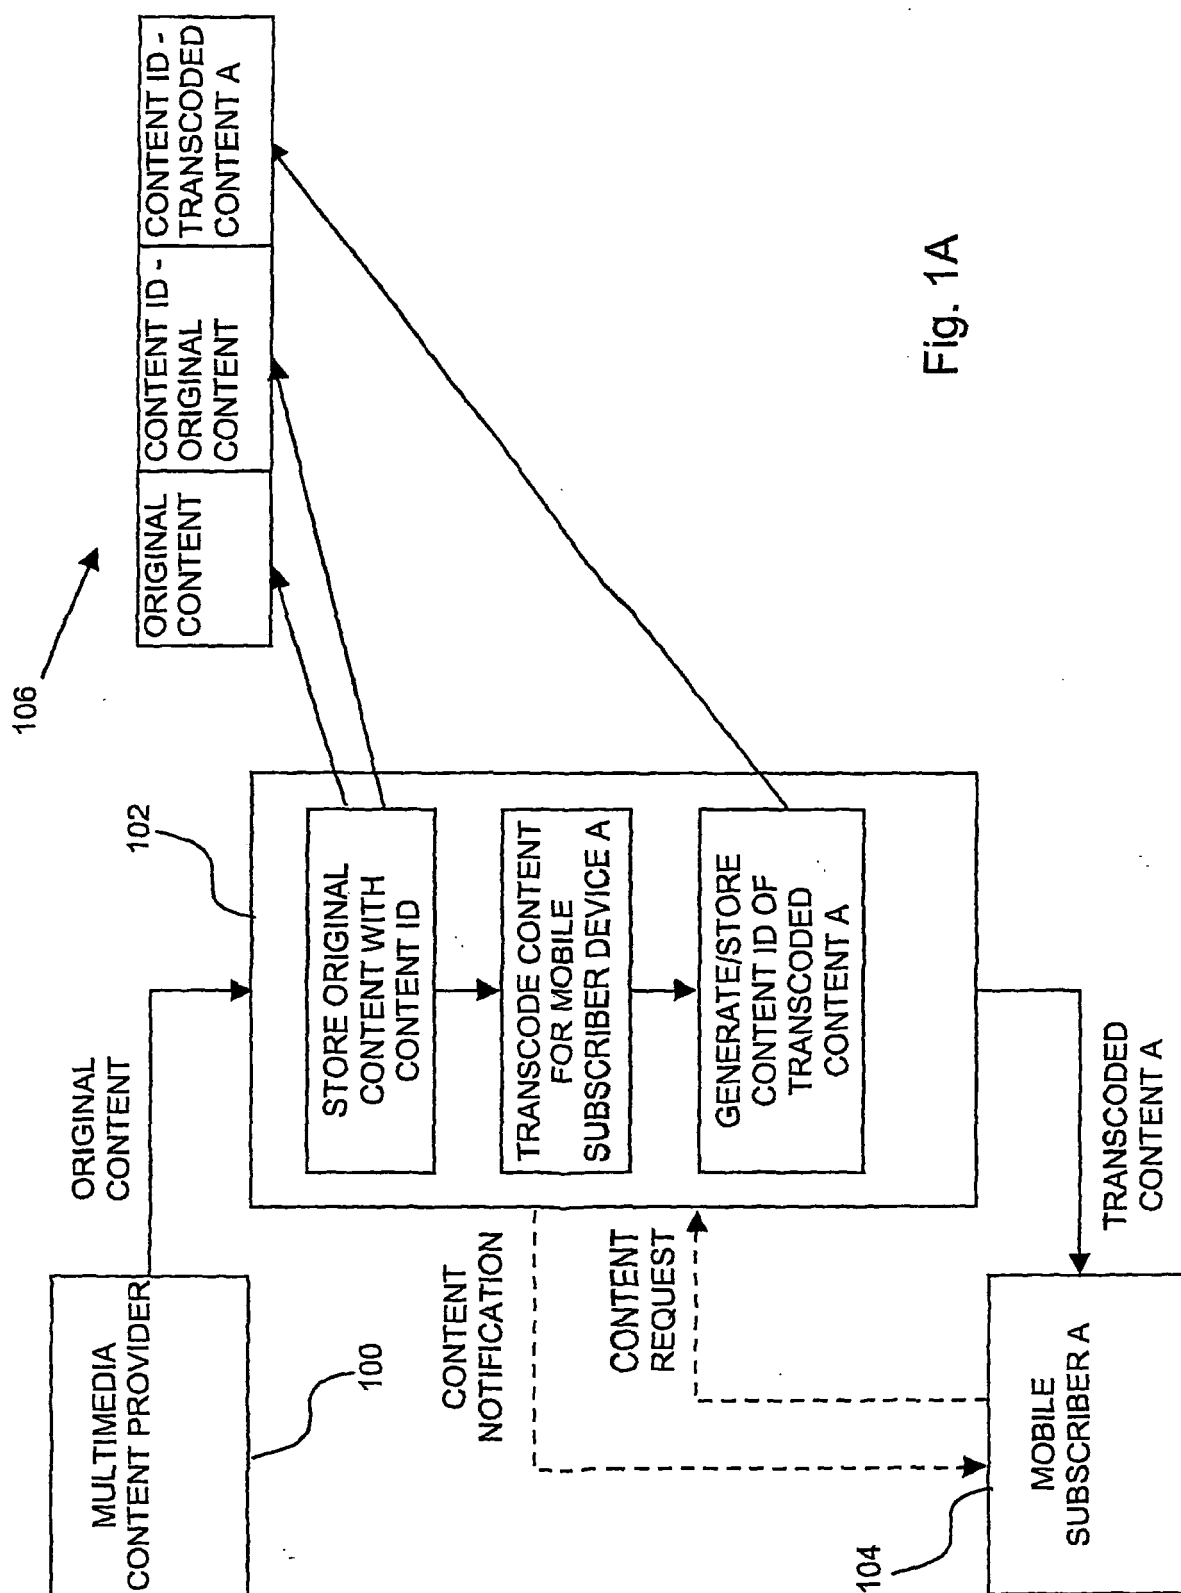 106
ORIGINAL
CONTENT
CONTENT ID -
ORIGINAL
CONTENT
CONTENT ID -
TRANSCODED
CONTENT A
102
STORE ORIGINAL
CONTENT WITH
CONTENT ID
TRANSCODE CONTENT
FOR MOBILE
SUBSCRIBER DEVICE A
GENERATE/STORE
CONTENT ID OF
TRANSCODED
CONTENT A
ORIGINAL
CONTENT
MULTIMEDIA
CONTENT PROVIDER
100
CONTENT
NOTIFICATION
CONTENT
REQUEST
TRANSCODED
CONTENT A
MOBILE
SUBSCRIBER A
104
Fig. 1A